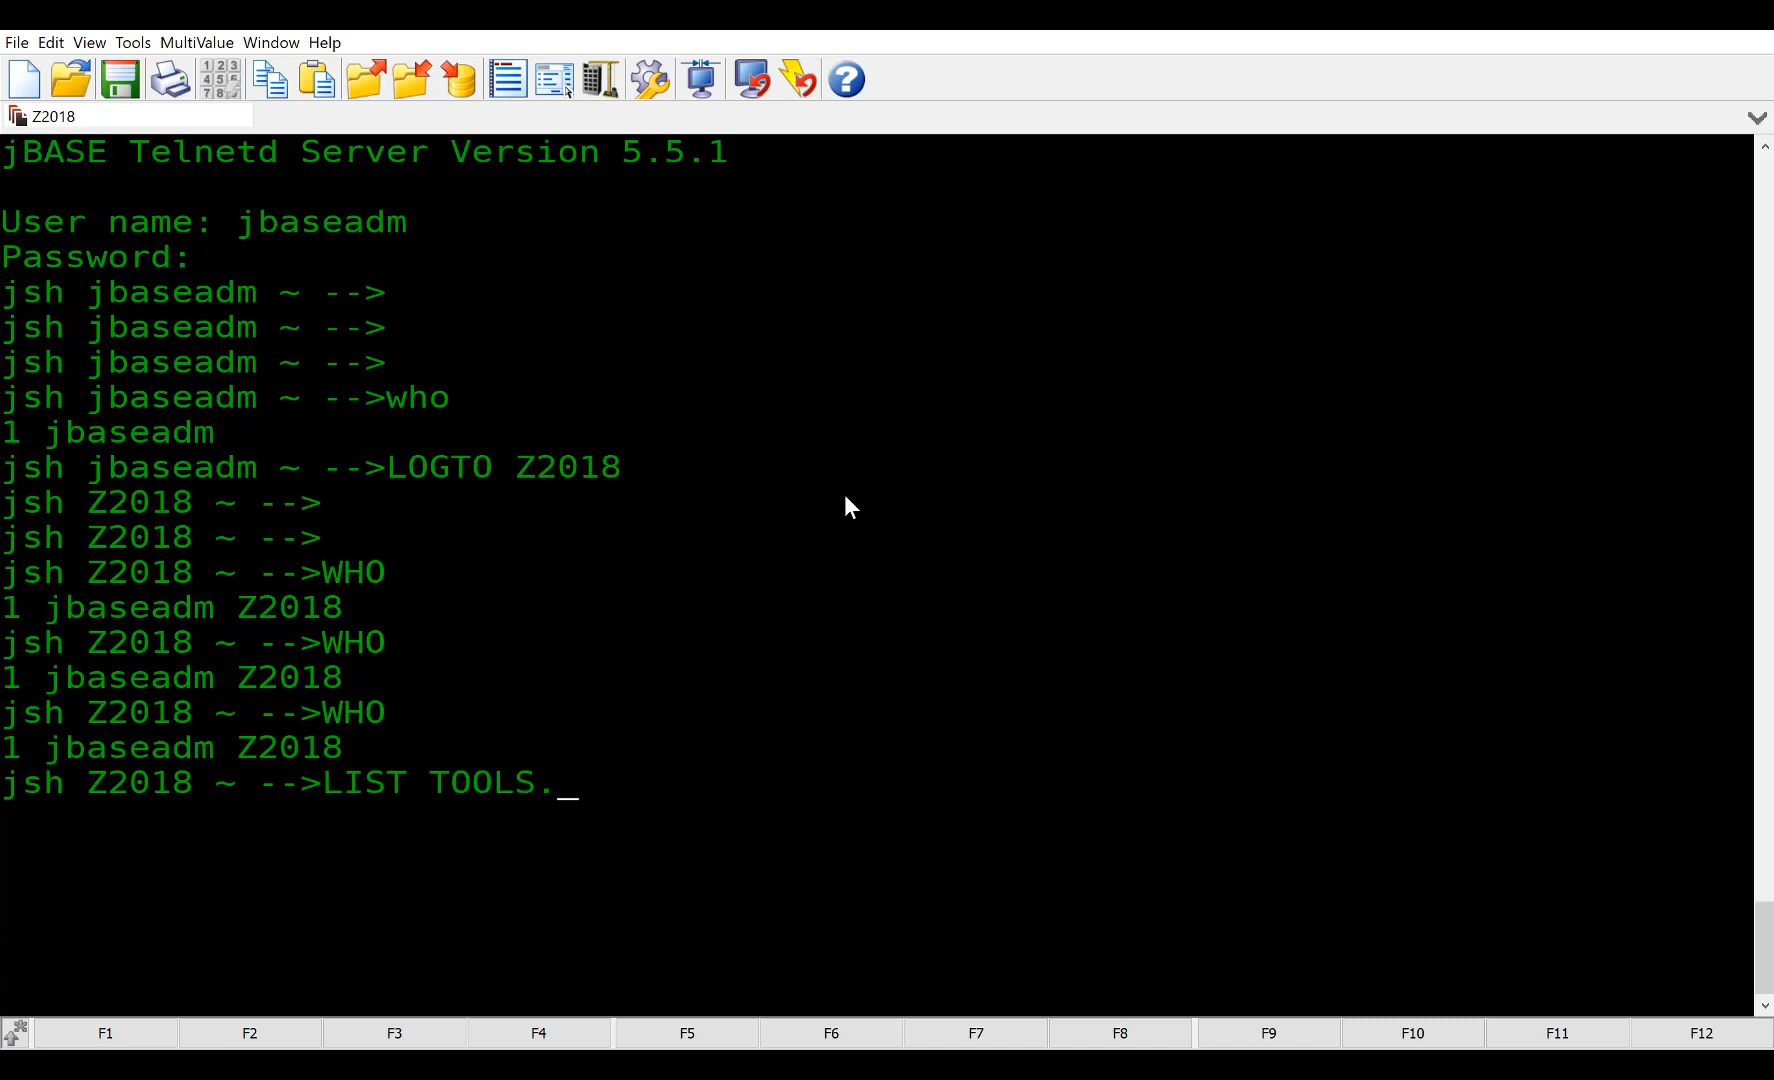 File Edit View Tools MultiValue Window Help
Z2018
jBASE Telnetd Server Version 5.5.1
User name: jbaseadm
Password:
jsh jbaseadm ~ -->
jsh jbaseadm ~ -->
jsh jbaseadm ~ -->
jsh jbaseadm ~ -->who
1 jbaseadm
jsh jbaseadm ~ -->LOGTO Z2018
jsh Z2018 ~ -->
jsh Z2018 ~ -->
jsh Z2018 ~ -->WHO
1 jbaseadm Z2018
jsh Z2018 ~ -->WHO
1 jbaseadm Z2018
jsh Z2018 ~ -->WHO
1 jbaseadm Z2018
jsh Z2018 ~ -->LIST TOOLS._
F1 F2 F3 F4 F5 F6 F7 F8 F9 F10 F11 F12